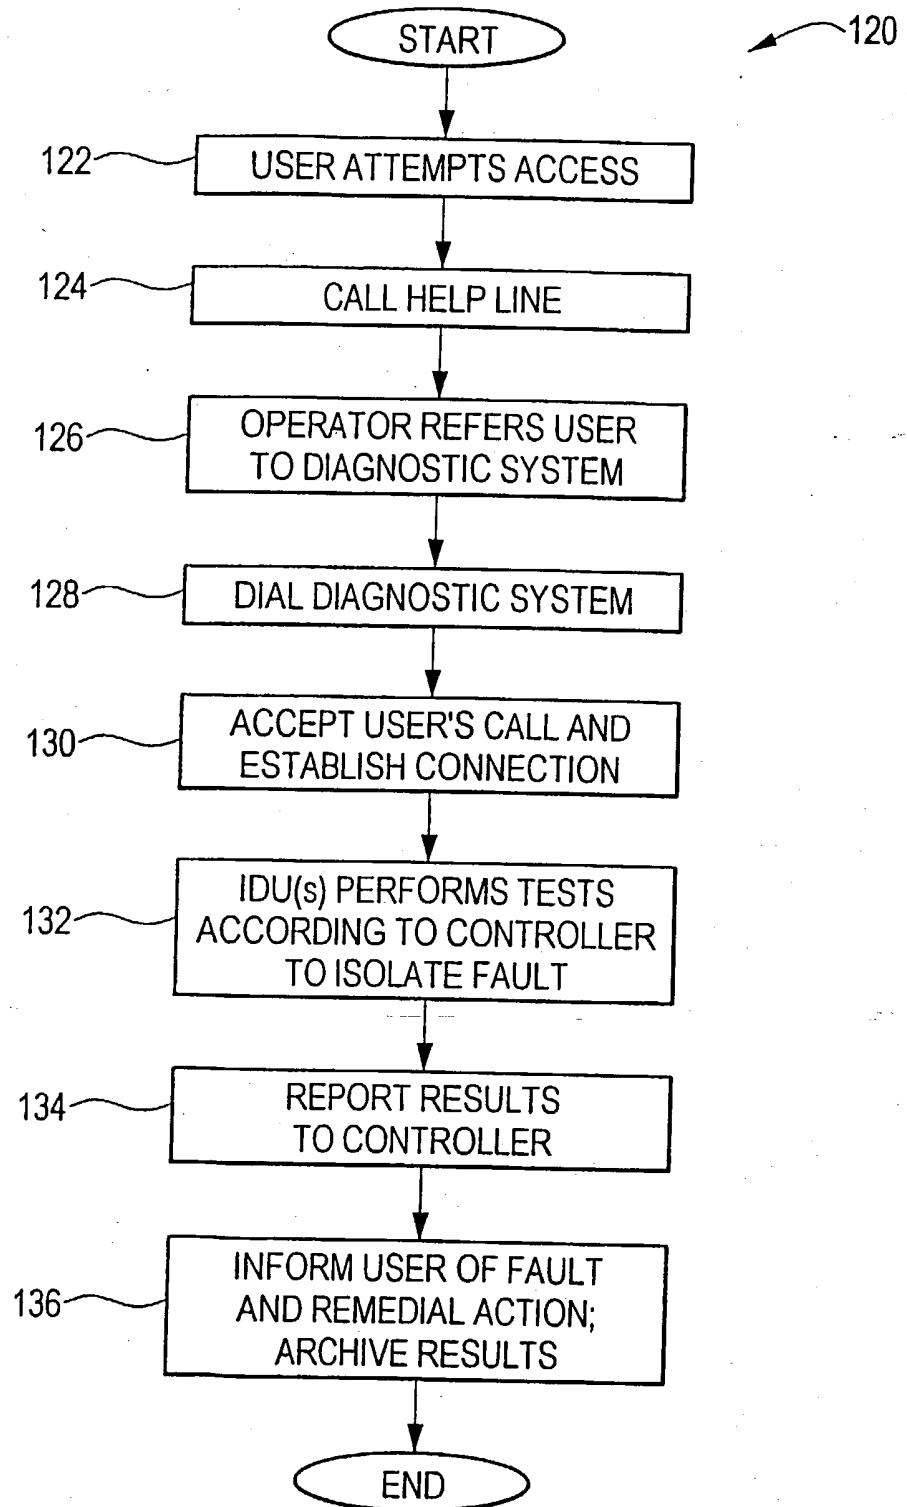 START
120
122
USER ATTEMPTS ACCESS
124
CALL HELP LINE
126
OPERATOR REFERS USER
TO DIAGNOSTIC SYSTEM
128
DIAL DIAGNOSTIC SYSTEM
130
ACCEPT USER'S CALL AND
ESTABLISH CONNECTION
132
IDU(s) PERFORMS TESTS
ACCORDING TO CONTROLLER
TO ISOLATE FAULT
134
REPORT RESULTS
TO CONTROLLER
136
INFORM USER OF FAULT
AND REMEDIAL ACTION;
ARCHIVE RESULTS
END